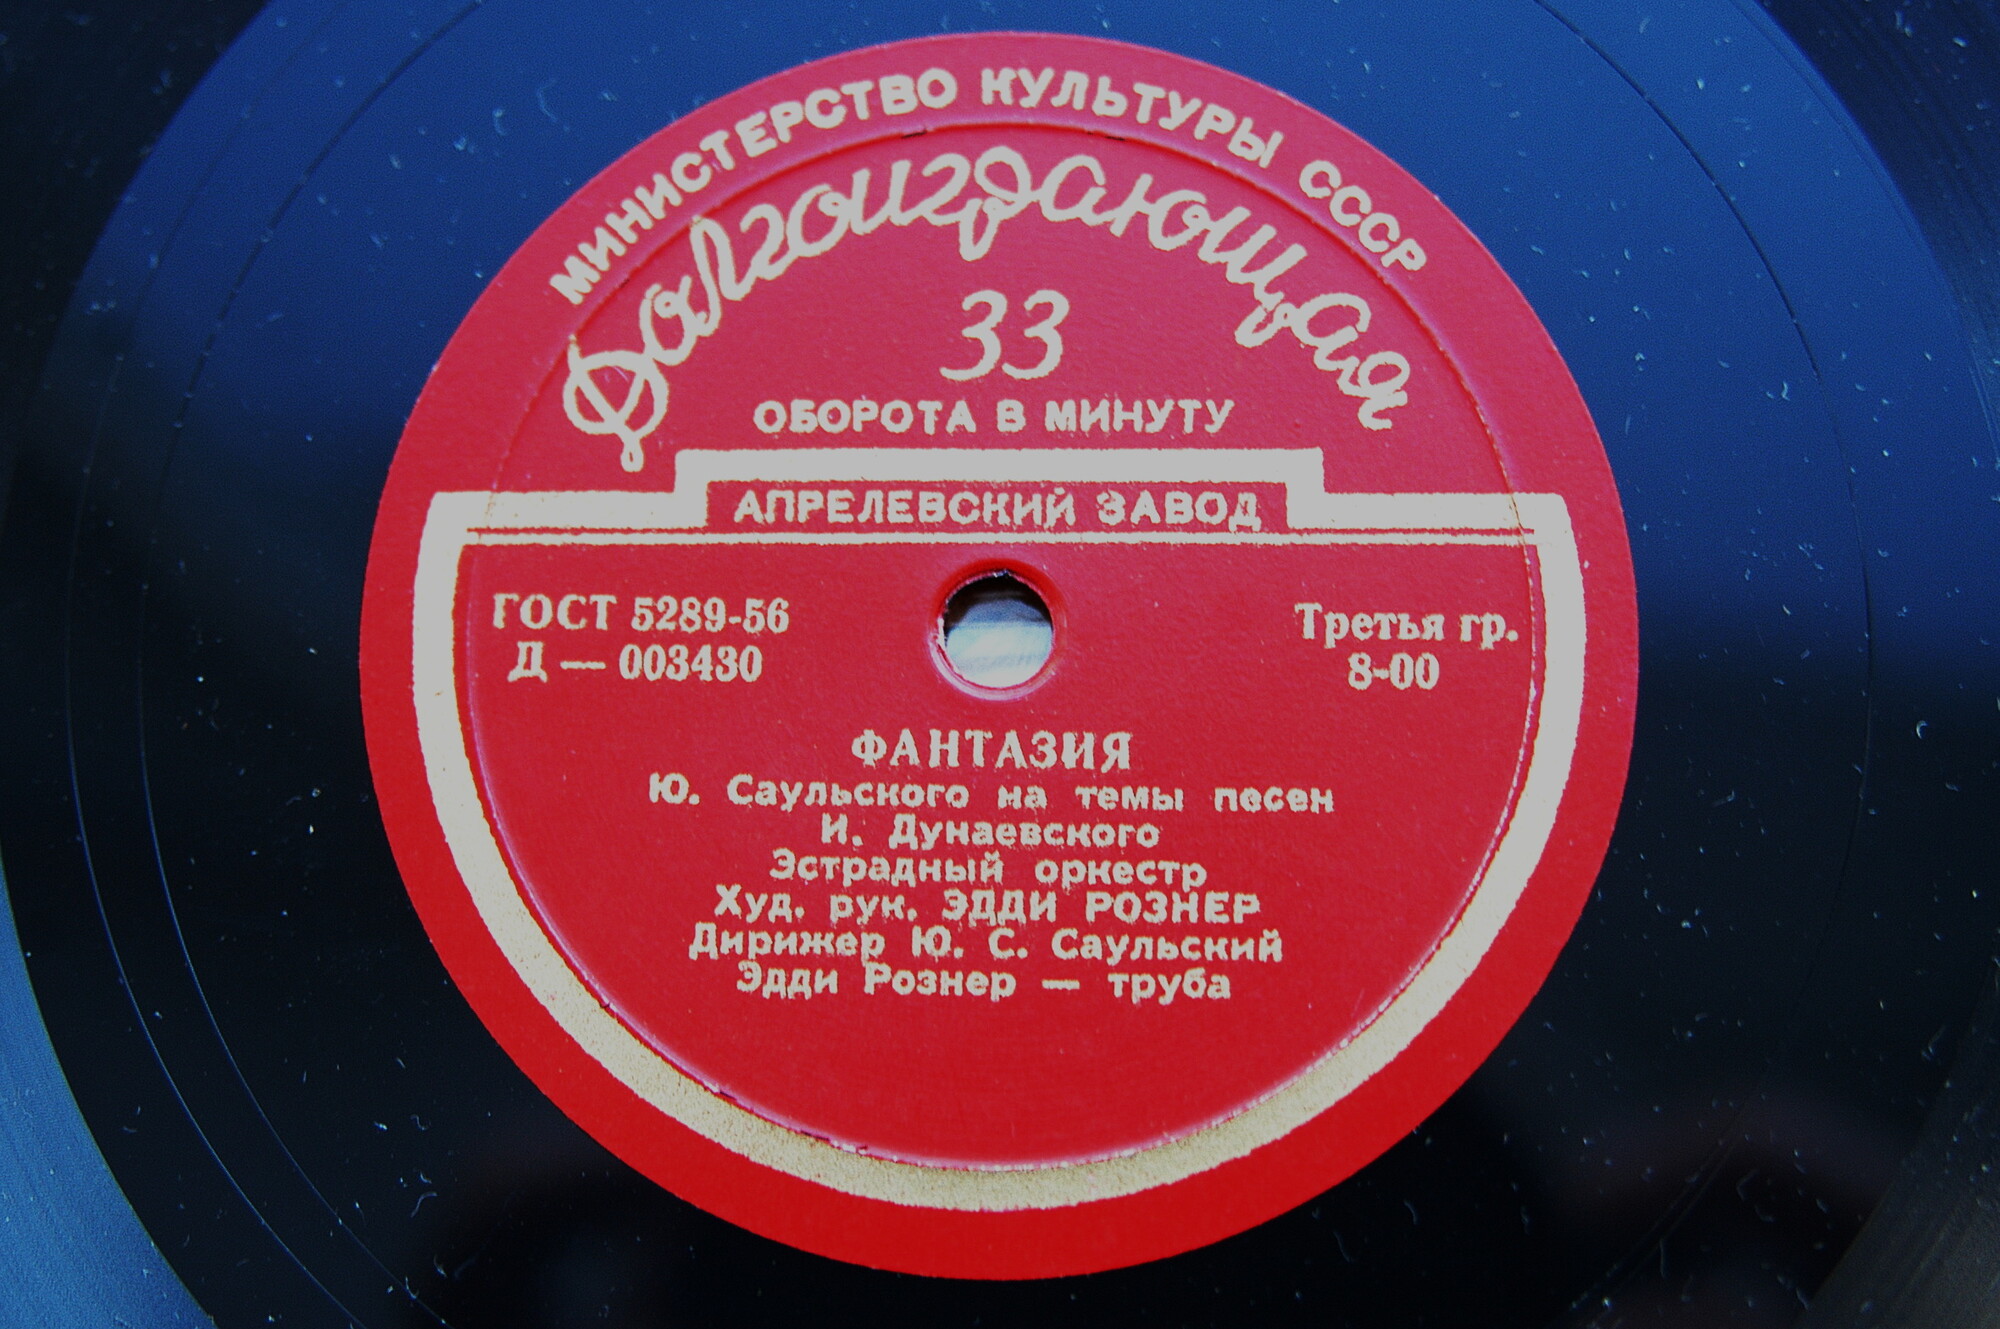 МИНИСТЕРСТВО КУЛЬТУРЫ СССР
Долгоиграющая
33
ОБОРОТА В МИНУТУ
АПРЕЛЕВСКИЙ ЗАВОД
ГОСТ 5289-56
Д — 003430
Третья гр.
8-00
ФАНТАЗИЯ
Ю. Саульского на темы песен
И. Дунаевского
Эстрадный оркестр
Худ. рук. ЭДДИ РОЗНЕР
Дирижер Ю. С. Саульский
Эдди Рознер — труба